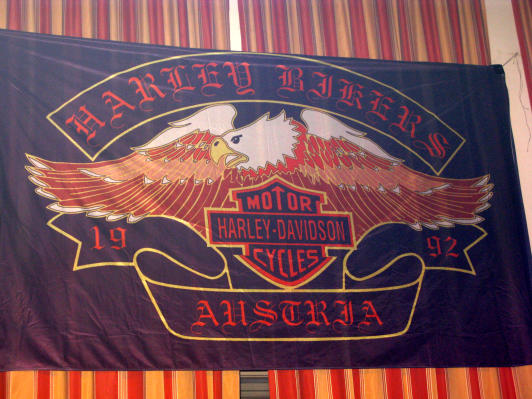 HARLEY BIKERS
MOTOR
HARLEY-DAVIDSON
CYCLES
19 92
AUSTRIA